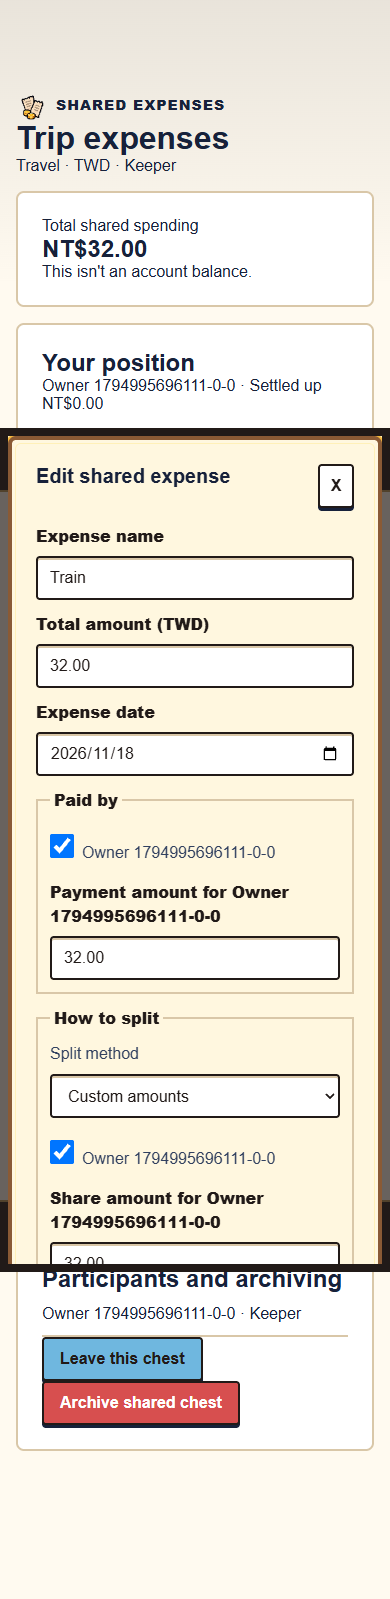 SHARED EXPENSES
Trip expenses
Travel · TWD · Keeper
Total shared spending
NT$32.00
This isn't an account balance.
Your position
Owner 1794995696111-0-0 · Settled up
NT$0.00
Edit shared expense
X
Expense name
Train
Total amount (TWD)
32.00
Expense date
2026/11/18
Paid by
Owner 1794995696111-0-0
Payment amount for Owner
1794995696111-0-0
32.00
How to split
Split method
Custom amounts
Owner 1794995696111-0-0
Share amount for Owner
1794995696111-0-0
32.00
Participants and archiving
Owner 1794995696111-0-0 · Keeper
Leave this chest
Archive shared chest